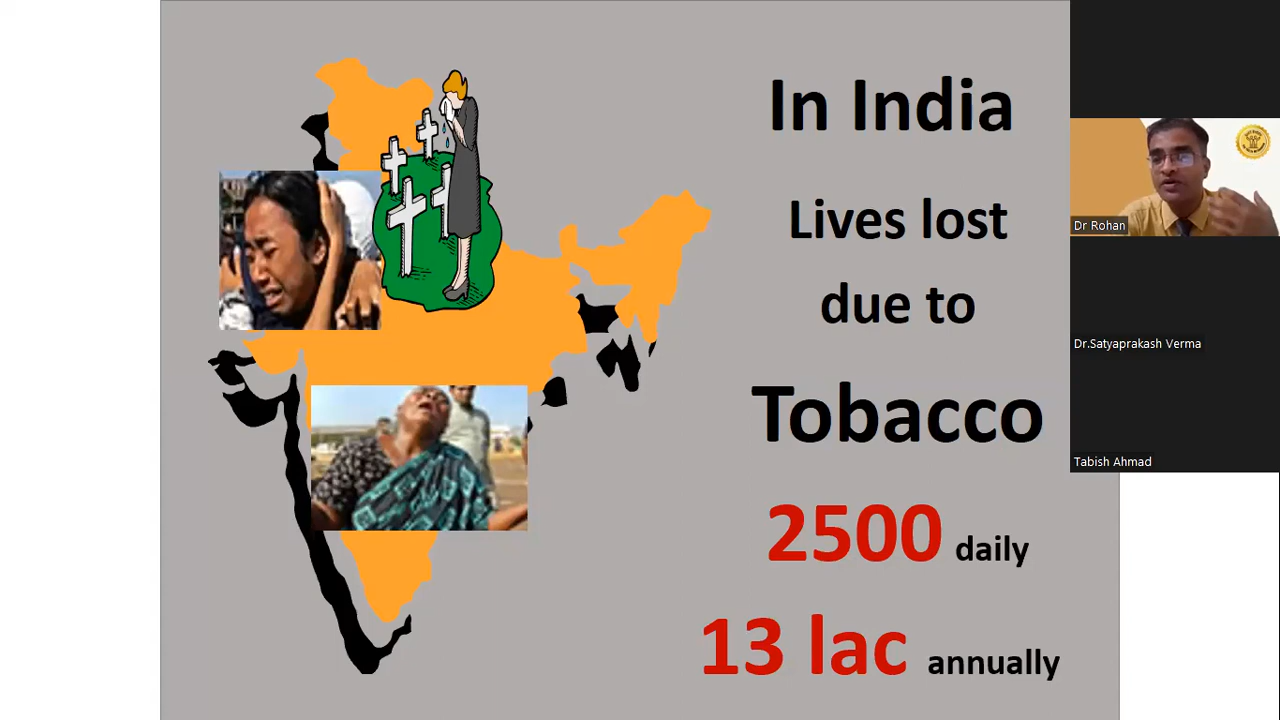 In India
Lives lost
due to
Tobacco
2500 daily
13 lac annually
Dr Rohan
Dr.Satyaprakash Verma
Tabish Ahmad